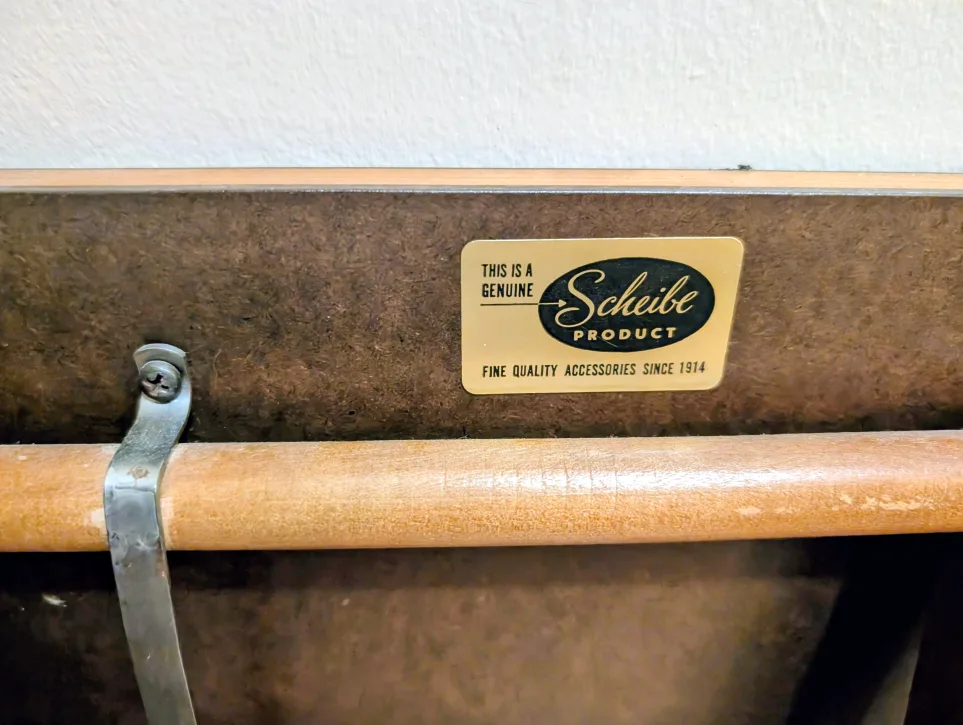 THIS IS A
GENUINE
Scheibe
PRODUCT
FINE QUALITY ACCESSORIES SINCE 1914